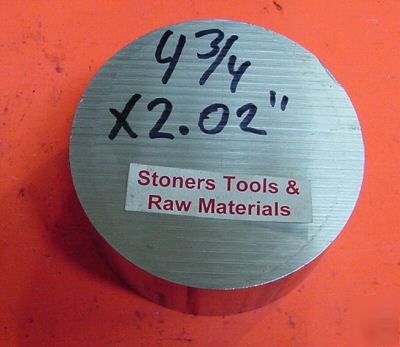 4 3/4
X2.02"
Stoners Tools &
Raw Materials